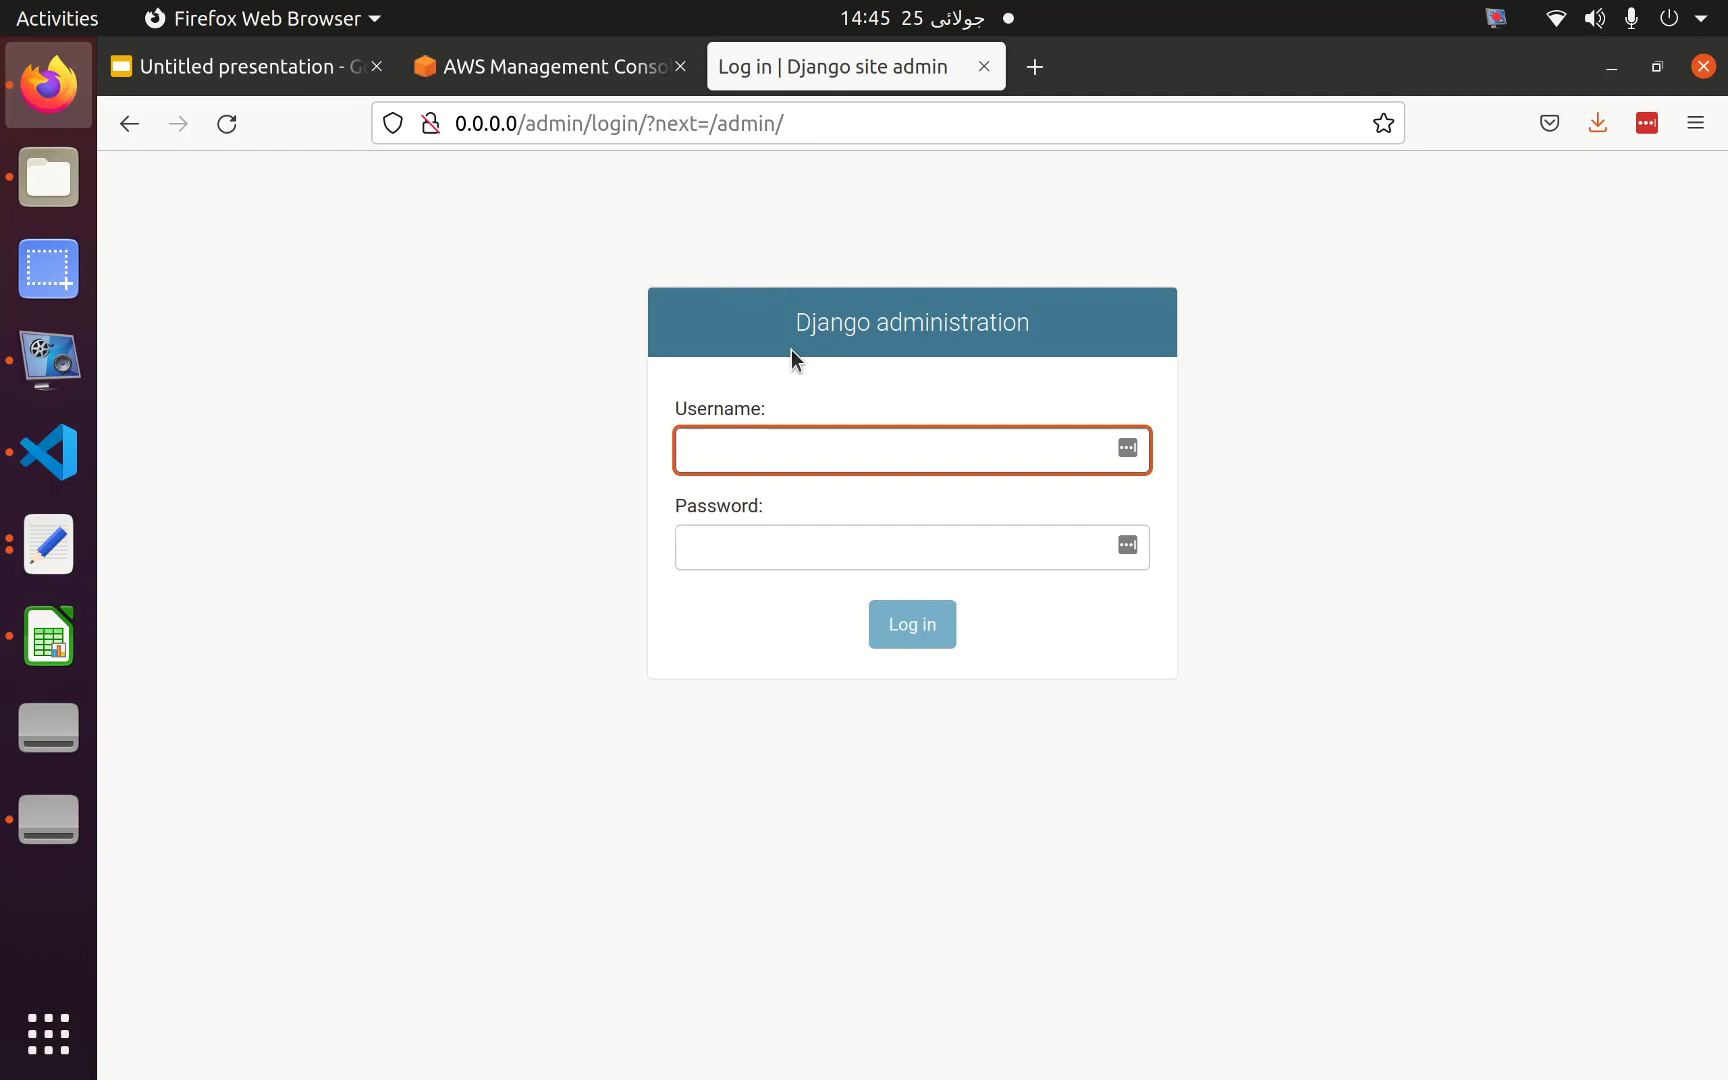 Activities
Firefox Web Browser
14:45 25 جولائی
Untitled presentation - G
AWS Management Conso
Log in | Django site admin
0.0.0.0/admin/login/?next=/admin/
Django administration
Username:
Password:
Log in